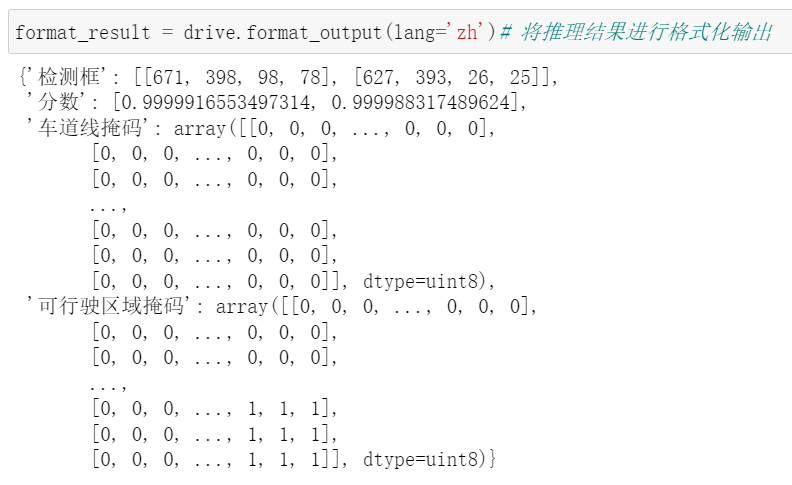 format_result = drive.format_output(lang='zh')# 将推理结果进行格式化输出
{'检测框': [[671, 398, 98, 78], [627, 393, 26, 25]],
'分数': [0.9999916553497314, 0.999988317489624],
'车道线掩码': array([[0, 0, 0, ..., 0, 0, 0],
[0, 0, 0, ..., 0, 0, 0],
[0, 0, 0, ..., 0, 0, 0],
...,
[0, 0, 0, ..., 0, 0, 0],
[0, 0, 0, ..., 0, 0, 0],
[0, 0, 0, ..., 0, 0, 0]], dtype=uint8),
'可行驶区域掩码': array([[0, 0, 0, ..., 0, 0, 0],
[0, 0, 0, ..., 0, 0, 0],
[0, 0, 0, ..., 0, 0, 0],
...,
[0, 0, 0, ..., 1, 1, 1],
[0, 0, 0, ..., 1, 1, 1],
[0, 0, 0, ..., 1, 1, 1]], dtype=uint8)}